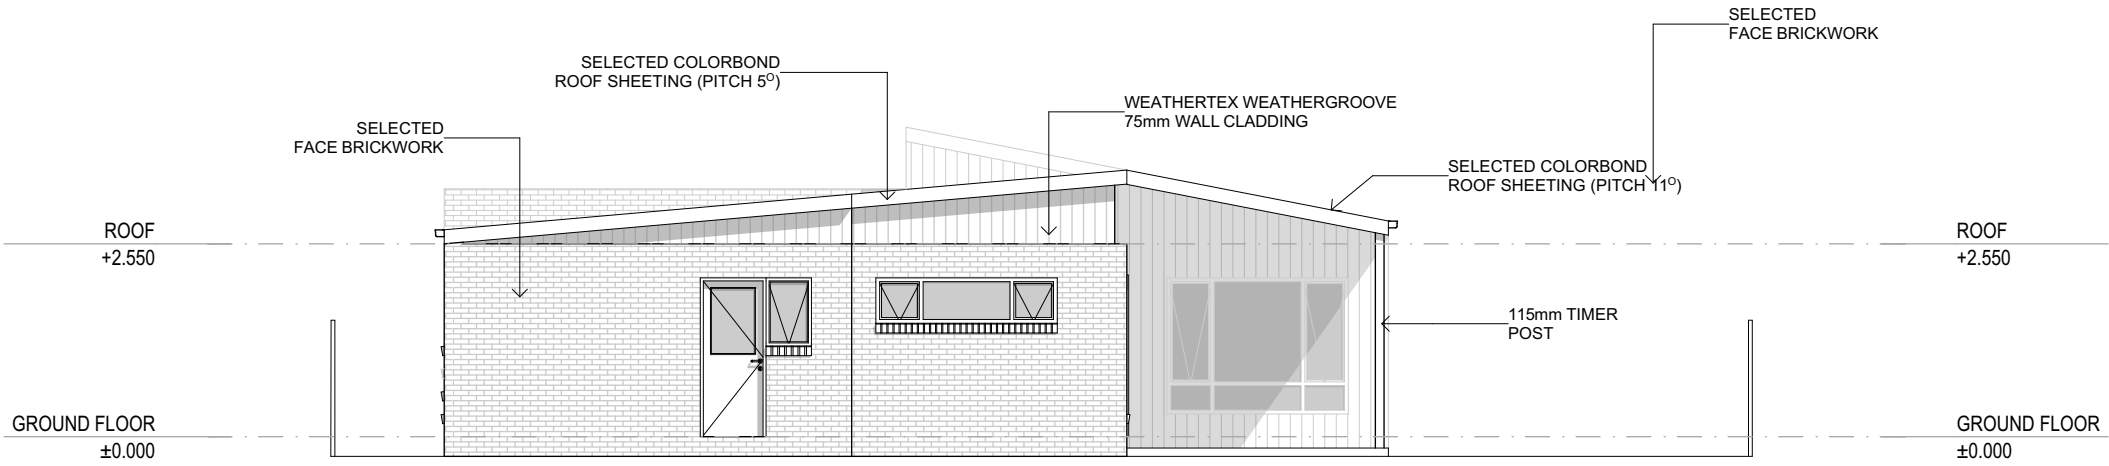 SELECTED
FACE BRICKWORK
SELECTED COLORBOND
ROOF SHEETING (PITCH 5⁰)
WEATHERTEX WEATHERGROOVE
75mm WALL CLADDING
SELECTED
FACE BRICKWORK
SELECTED COLORBOND
ROOF SHEETING (PITCH 11⁰)
ROOF
+2.550
ROOF
+2.550
115mm TIMER
POST
GROUND FLOOR
±0.000
GROUND FLOOR
±0.000